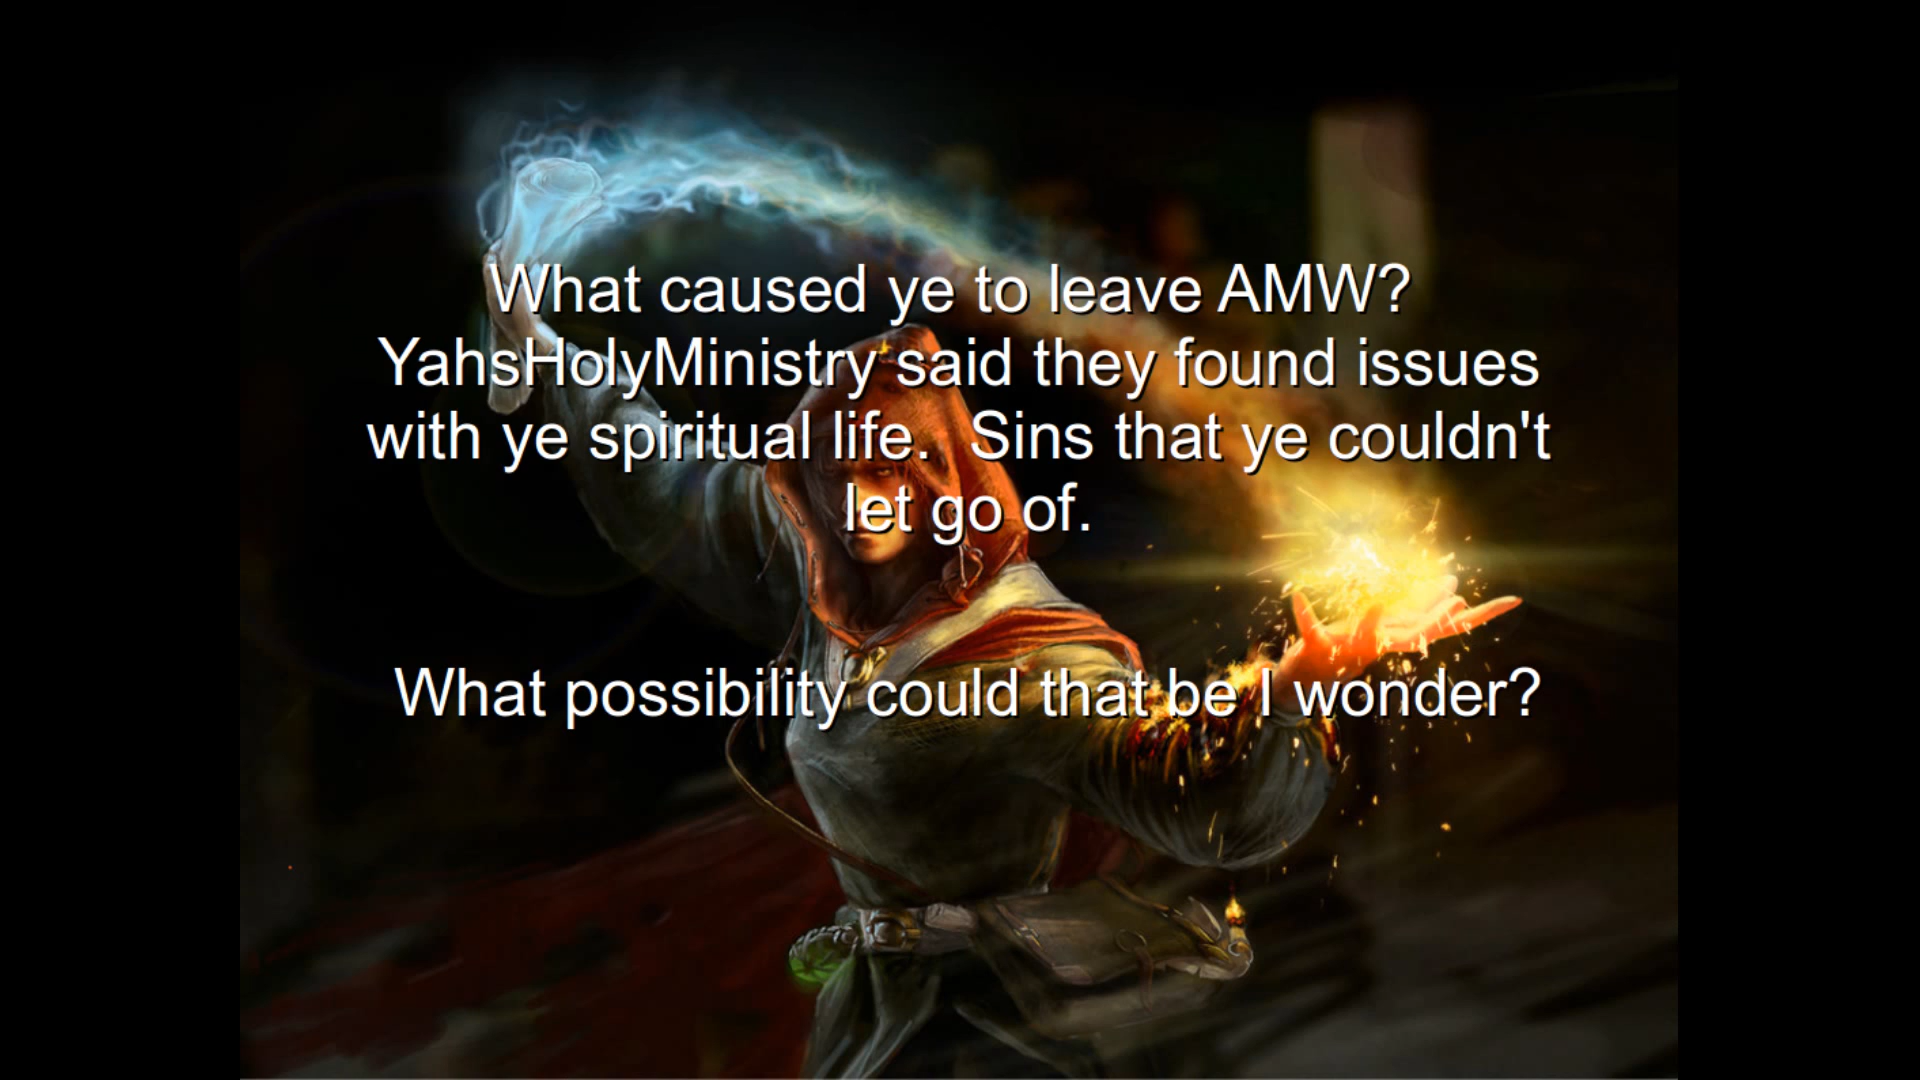 What caused ye to leave AMW?
YahsHolyMinistry said they found issues
with ye spiritual life.  Sins that ye couldn't
let go of.
What possibility could that be I wonder?